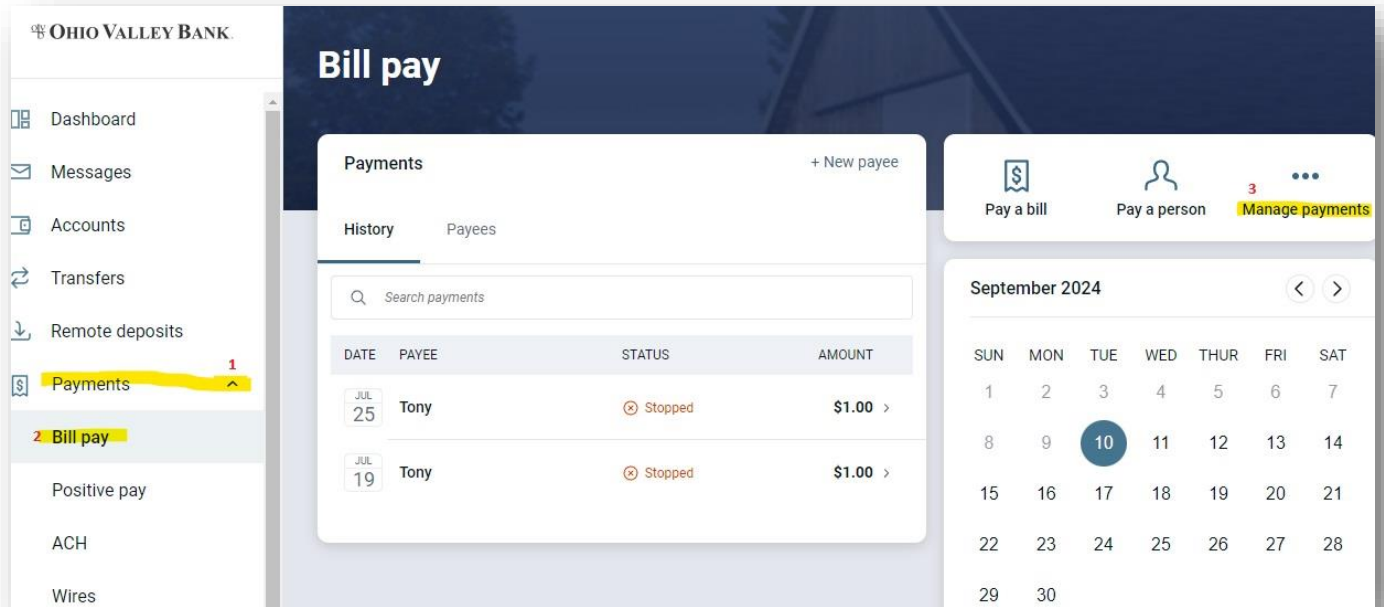 OHIO VALLEY BANK.
Dashboard
Messages
Accounts
Transfers
Remote deposits
1
Payments
2 Bill pay
Positive pay
ACH
Wires
Bill pay
Payments + New payee
History Payees
Search payments
DATE PAYEE STATUS AMOUNT
JUL
25 Tony Stopped $1.00
JUL
19 Tony Stopped $1.00
Pay a bill Pay a person 3 Manage payments
September 2024
SUN MON TUE WED THUR FRI SAT
1 2 3 4 5 6 7
8 9 10 11 12 13 14
15 16 17 18 19 20 21
22 23 24 25 26 27 28
29 30